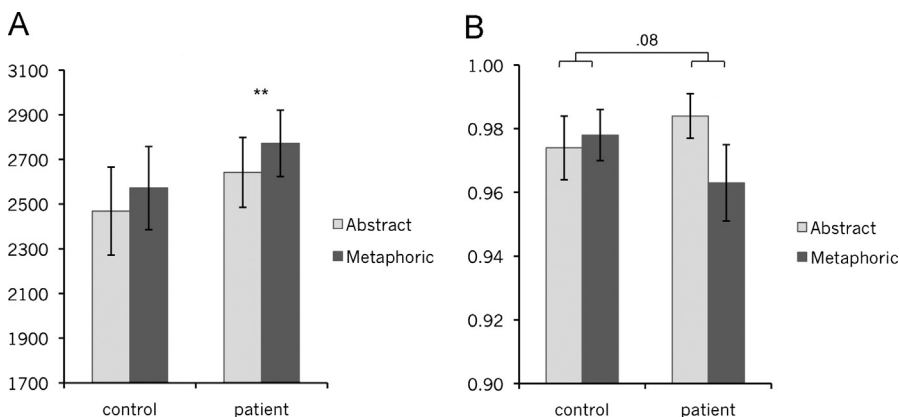 A
3100
2900
2700
2500
2300
2100
1900
1700
**
control
patient
Abstract
Metaphoric
B
.08
1.00
0.98
0.96
0.94
0.92
0.90
control
patient
Abstract
Metaphoric